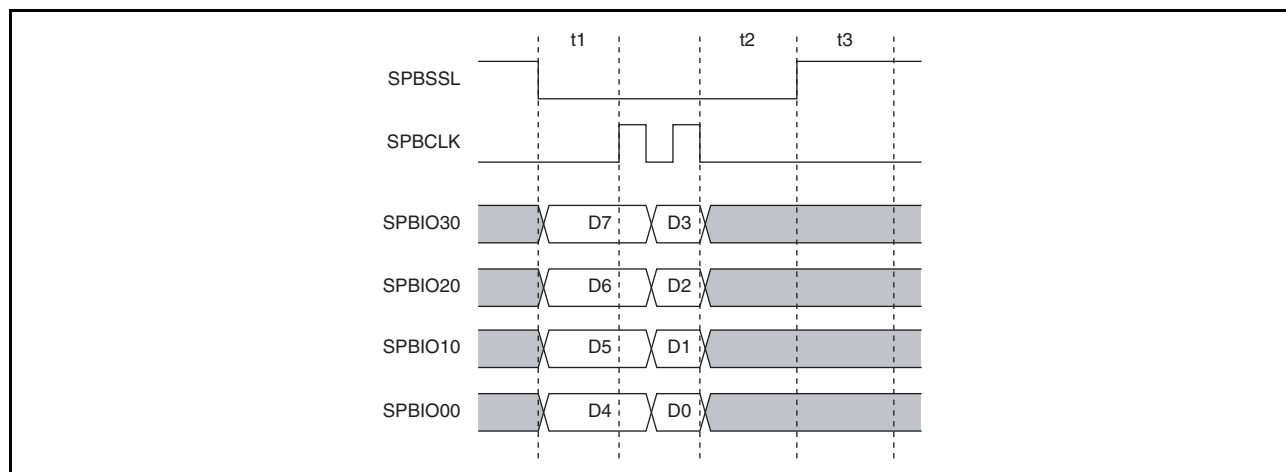 t1 t2 t3
SPBSSL
SPBCLK
SPBIO30 D7 D3
SPBIO20 D6 D2
SPBIO10 D5 D1
SPBIO00 D4 D0